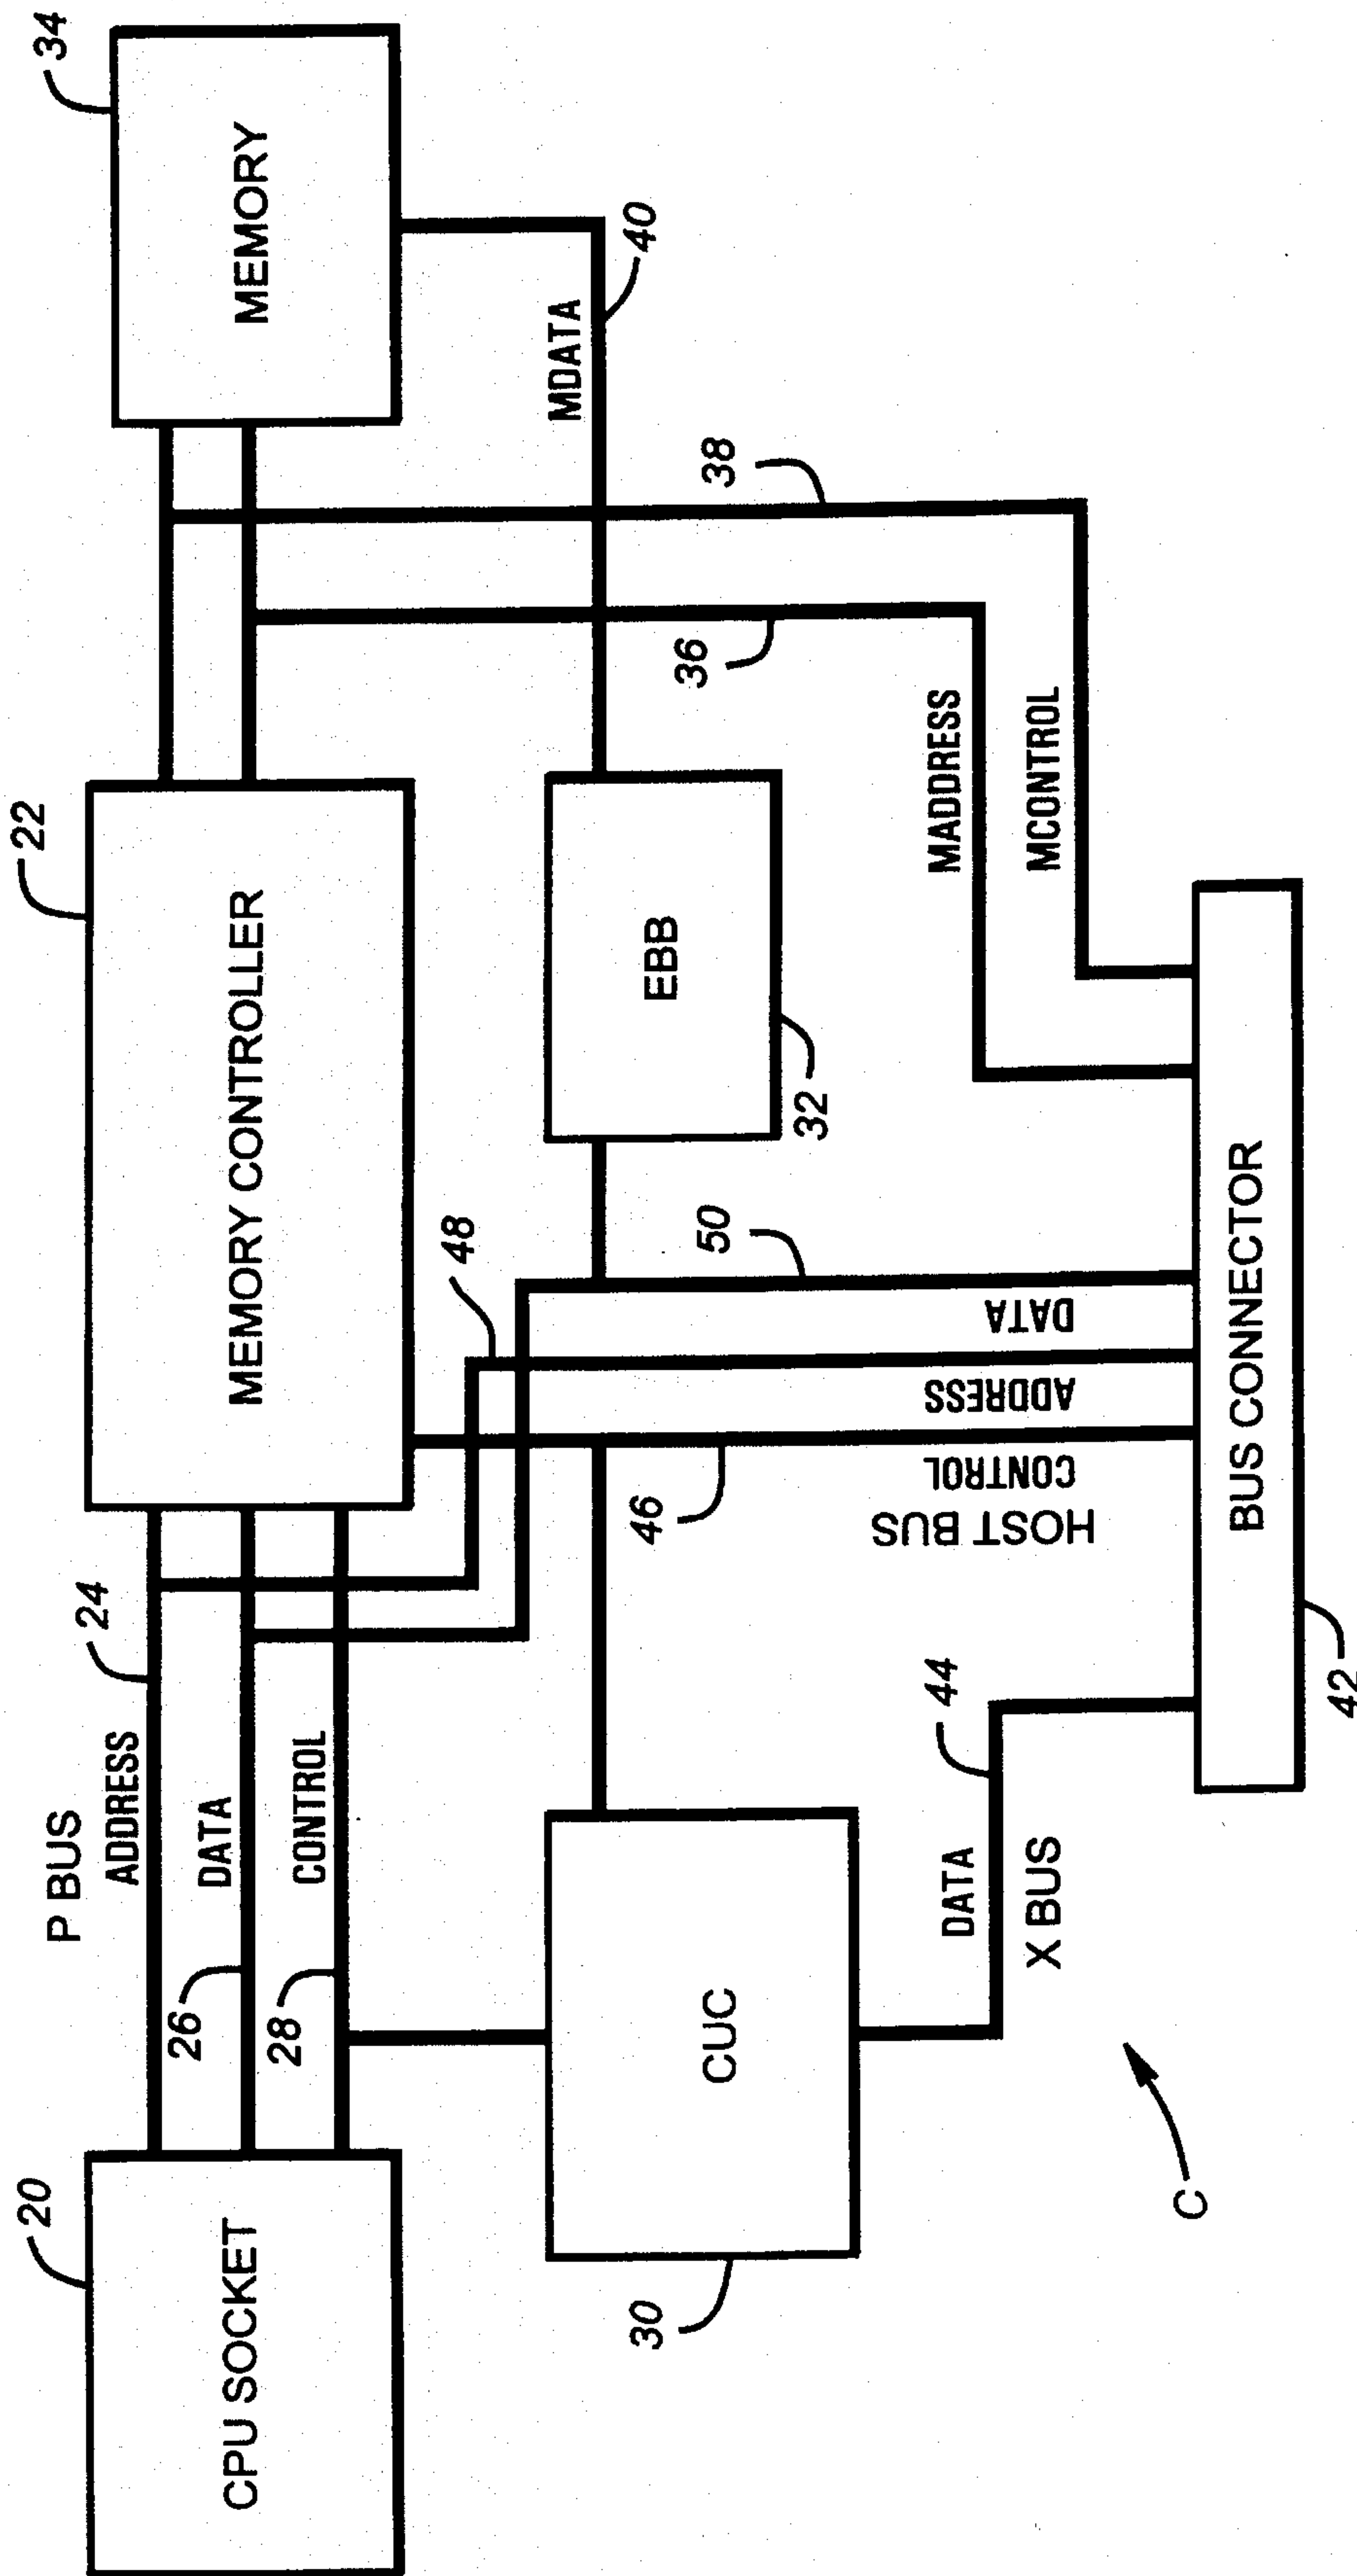 20
CPU SOCKET
P BUS
ADDRESS
24
DATA
26
CONTROL
28
22
MEMORY CONTROLLER
34
MEMORY
30
CUC
48
46
50
EBB
32
MDATA
40
36
38
DATA
44
X BUS
HOST BUS
CONTROL
ADDRESS
DATA
MADDRESS
MCONTROL
BUS CONNECTOR
42
C